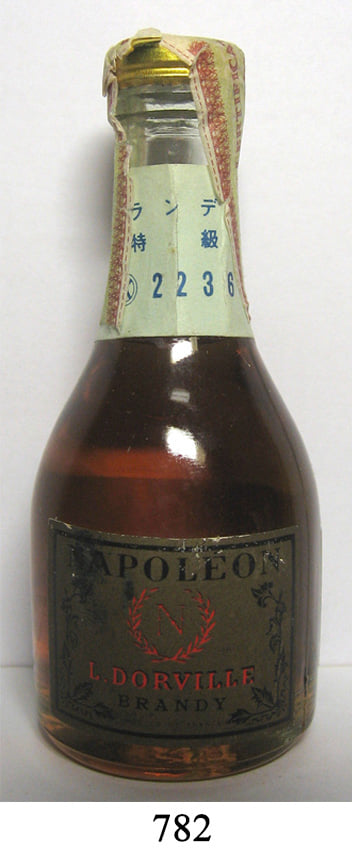 ランデ
特級
N 2236
NAPOLEON
N
L.DORVILLE
BRANDY
782